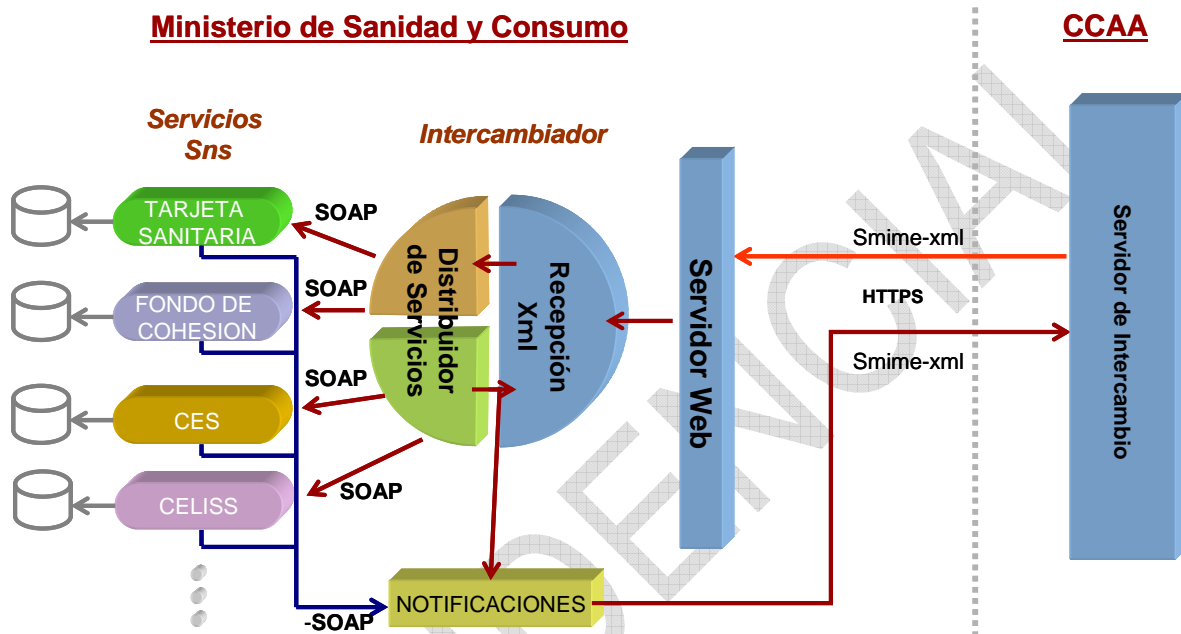 Ministerio de Sanidad y Consumo
CCAA
Servicios
Sns
Intercambiador
TARJETA
SANITARIA
SOAP
FONDO DE
COHESION
SOAP
CES
SOAP
CELISS
SOAP
Distribuidor
de Servicios
Recepción
Xml
Servidor Web
Smime-xml
HTTPS
Smime-xml
Servidor de Intercambio
NOTIFICACIONES
-SOAP
DENCIAL